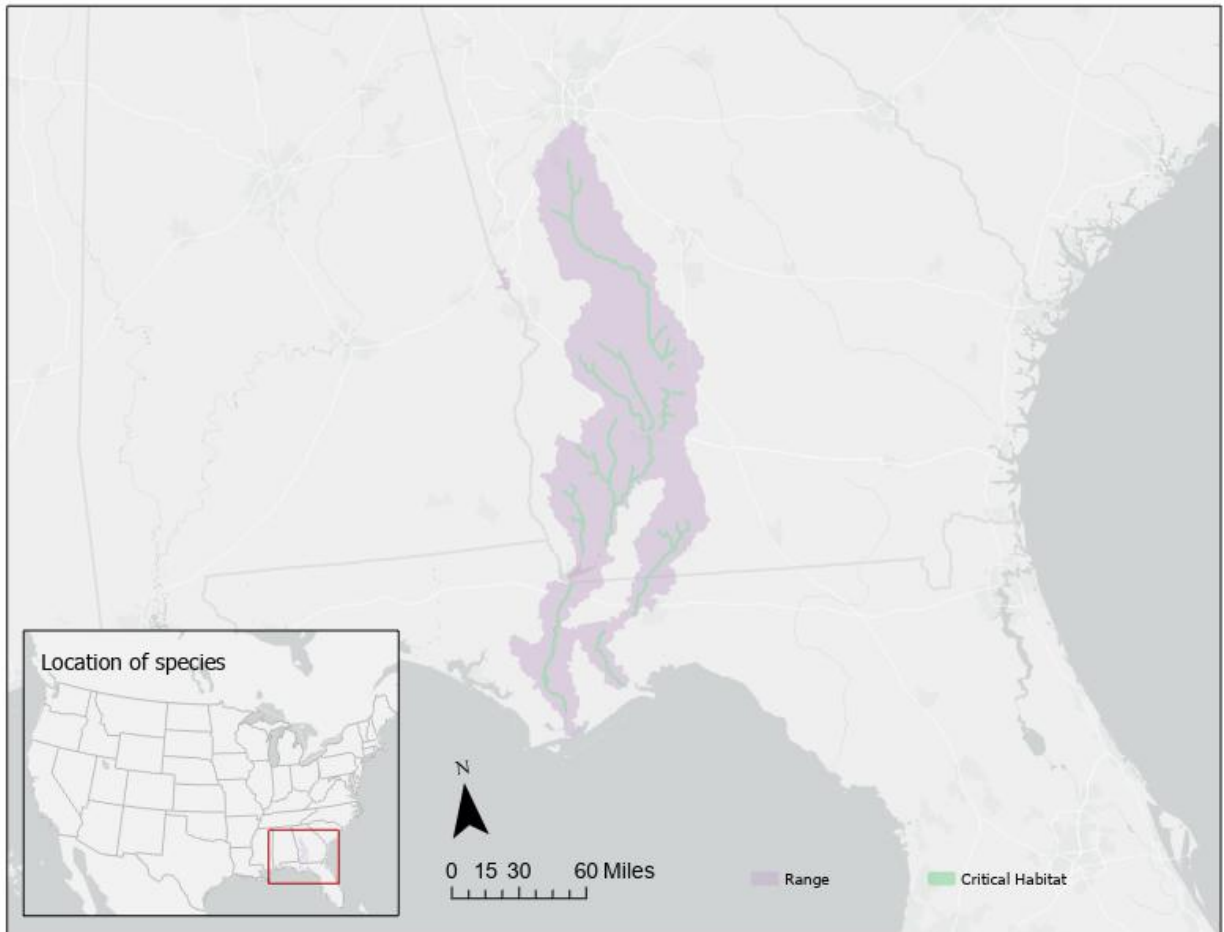 Location of species
N
0 15 30 60 Miles
Range
Critical Habitat